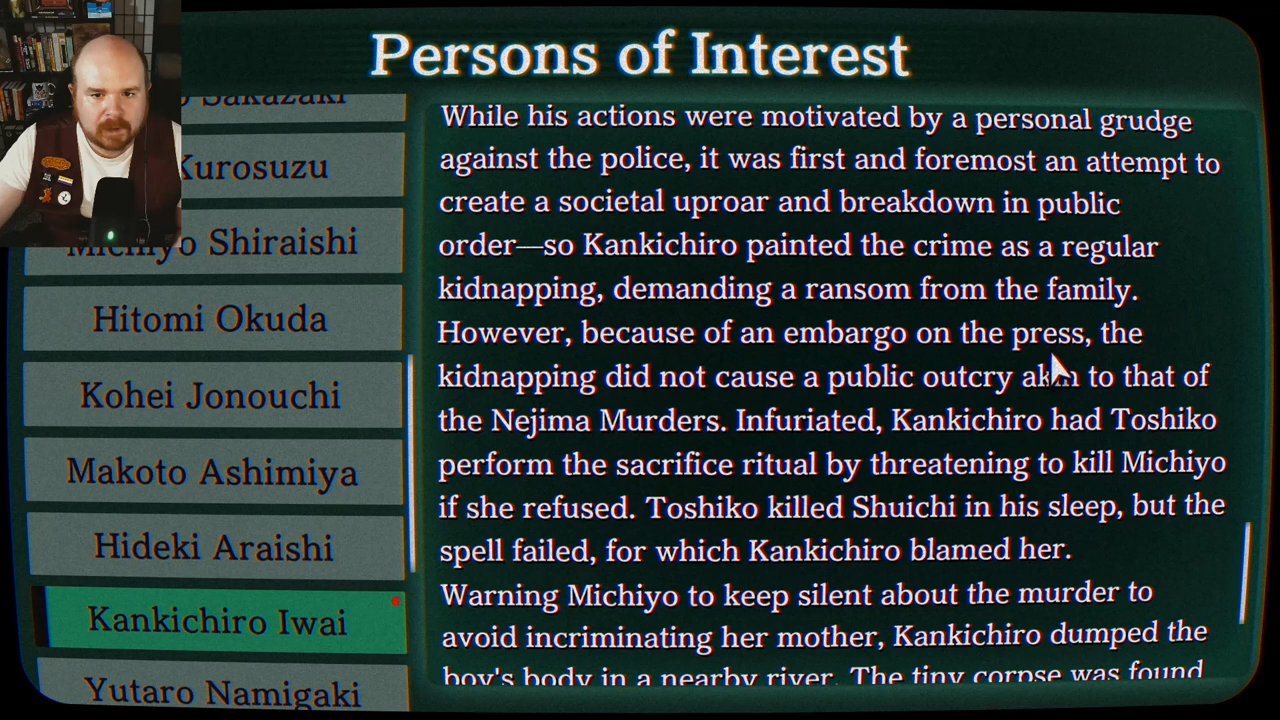 Persons of Interest
Sakazaki
Kurosuzu
Michiyo Shiraishi
Hitomi Okuda
Kohei Jonouchi
Makoto Ashimiya
Hideki Araishi
Kankichiro Iwai
Yutaro Namigaki
While his actions were motivated by a personal grudge
against the police, it was first and foremost an attempt to
create a societal uproar and breakdown in public
order—so Kankichiro painted the crime as a regular
kidnapping, demanding a ransom from the family.
However, because of an embargo on the press, the
kidnapping did not cause a public outcry akin to that of
the Nejima Murders. Infuriated, Kankichiro had Toshiko
perform the sacrifice ritual by threatening to kill Michiyo
if she refused. Toshiko killed Shuichi in his sleep, but the
spell failed, for which Kankichiro blamed her.
Warning Michiyo to keep silent about the murder to
avoid incriminating her mother, Kankichiro dumped the
boy's body in a nearby river. The tiny corpse was found